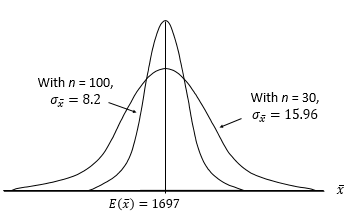 With n = 100,
σx̄ = 8.2
With n = 30,
σx̄ = 15.96
x̄
E(x̄) = 1697